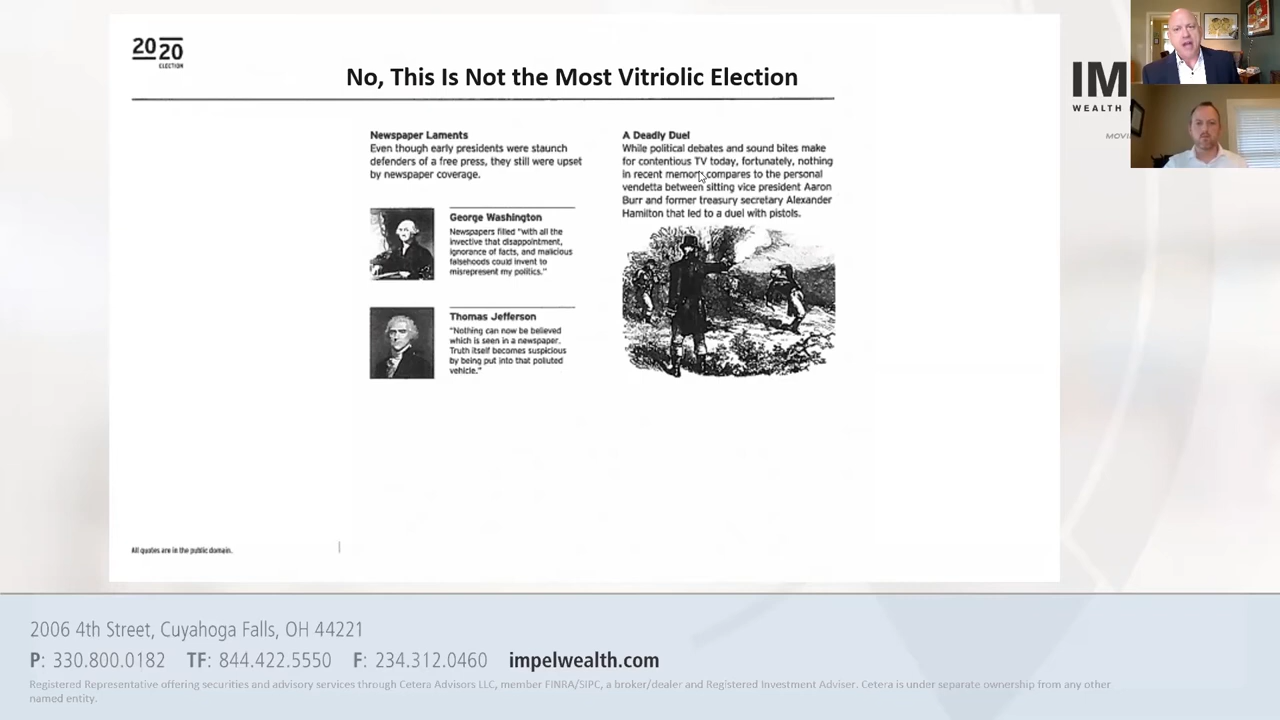 20 20
ELECTION
No, This Is Not the Most Vitriolic Election
IM
WEALTH
MOVI
Newspaper Laments
Even though early presidents were staunch
defenders of a free press, they still were upset
by newspaper coverage.
George Washington
Newspapers filled "with all the
invective that disappointment,
ignorance of facts, and malicious
falsehoods could invent to
misrepresent my politics."
Thomas Jefferson
"Nothing can now be believed
which is seen in a newspaper.
Truth itself becomes suspicious
by being put into that polluted
vehicle."
A Deadly Duel
While political debates and sound bites make
for contentious TV today, fortunately, nothing
in recent memory compares to the personal
vendetta between sitting vice president Aaron
Burr and former treasury secretary Alexander
Hamilton that led to a duel with pistols.
All quotes are in the public domain.
2006 4th Street, Cuyahoga Falls, OH 44221
P: 330.800.0182 TF: 844.422.5550 F: 234.312.0460 impelwealth.com
Registered Representative offering securities and advisory services through Cetera Advisors LLC, member FINRA/SIPC, a broker/dealer and Registered Investment Adviser. Cetera is under separate ownership from any other
named entity.